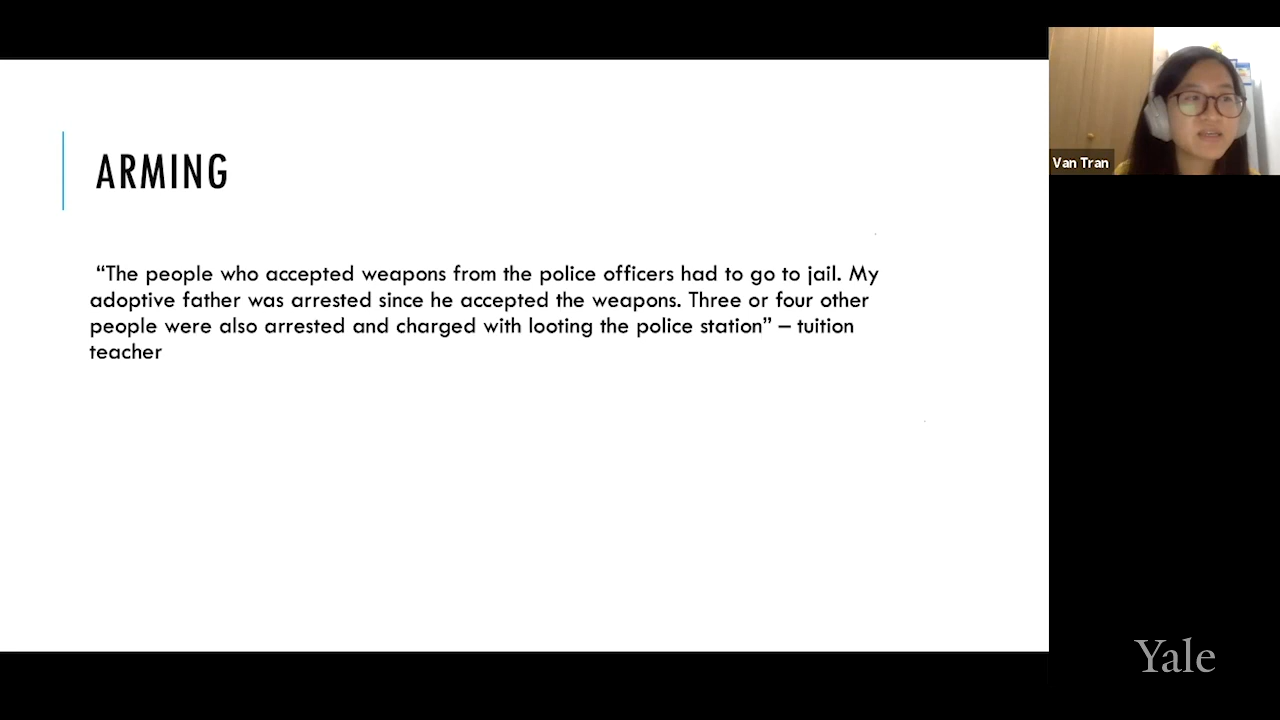 ARMING
“The people who accepted weapons from the police officers had to go to jail. My
adoptive father was arrested since he accepted the weapons. Three or four other
people were also arrested and charged with looting the police station” – tuition
teacher
Van Tran
Yale